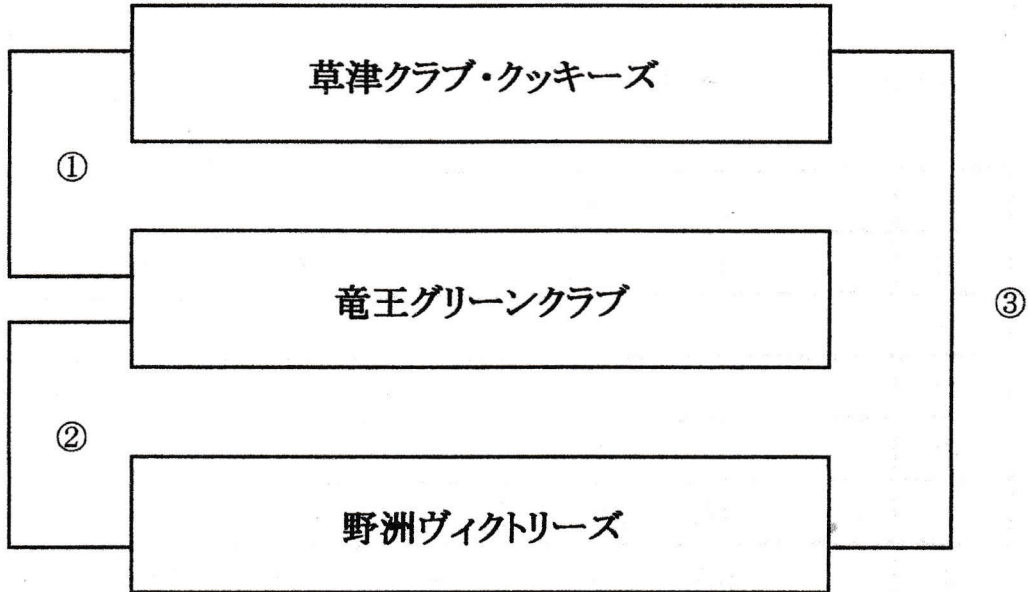 草津クラブ・クッキーズ
①
竜王グリーンクラブ
③
②
野洲ヴィクトリーズ